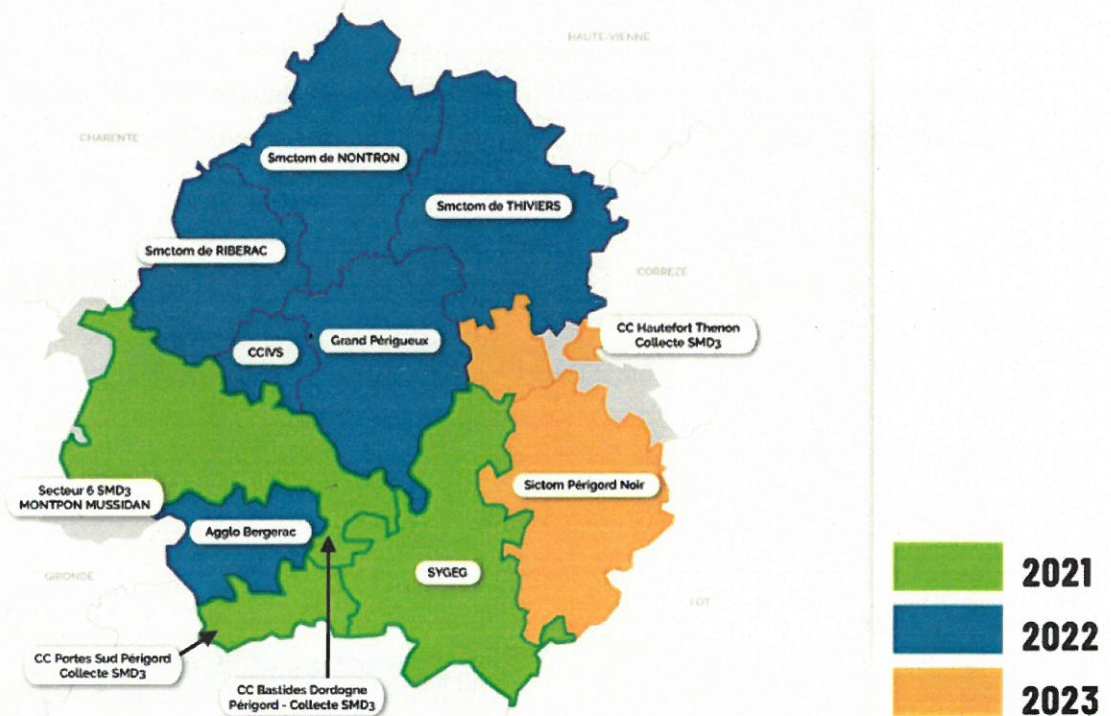 HAUTE-VIENNE
CHARENTE
Smctom de NONTRON
Smctom de THIVIERS
Smctom de RIBERAC
CORREZE
CC Hautefort Thenon
Collecte SMD3
Grand Périgueux
CCIVS
Secteur 6 SMD3
MONTPON MUSSIDAN
Sictom Périgord Noir
Agglo Bergerac
SYGEG
GIRONDE
LOT
CC Portes Sud Périgord
Collecte SMD3
CC Bastides Dordogne
Périgord - Collecte SMD3
2021
2022
2023